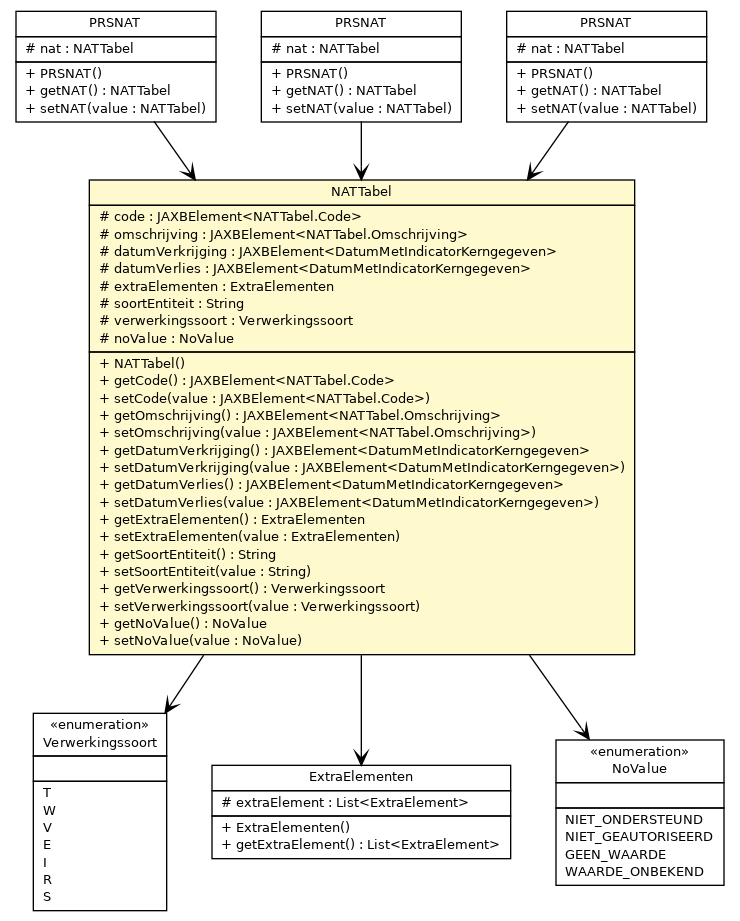 PRSNAT
# nat : NATTabel
+ PRSNAT()
+ getNAT() : NATTabel
+ setNAT(value : NATTabel)
PRSNAT
# nat : NATTabel
+ PRSNAT()
+ getNAT() : NATTabel
+ setNAT(value : NATTabel)
PRSNAT
# nat : NATTabel
+ PRSNAT()
+ getNAT() : NATTabel
+ setNAT(value : NATTabel)
NATTabel
# code : JAXBElement<NATTabel.Code>
# omschrijving : JAXBElement<NATTabel.Omschrijving>
# datumVerkrijging : JAXBElement<DatumMetIndicatorKerngegeven>
# datumVerlies : JAXBElement<DatumMetIndicatorKerngegeven>
# extraElementen : ExtraElementen
# soortEntiteit : String
# verwerkingssoort : Verwerkingssoort
# noValue : NoValue
+ NATTabel()
+ getCode() : JAXBElement<NATTabel.Code>
+ setCode(value : JAXBElement<NATTabel.Code>)
+ getOmschrijving() : JAXBElement<NATTabel.Omschrijving>
+ setOmschrijving(value : JAXBElement<NATTabel.Omschrijving>)
+ getDatumVerkrijging() : JAXBElement<DatumMetIndicatorKerngegeven>
+ setDatumVerkrijging(value : JAXBElement<DatumMetIndicatorKerngegeven>)
+ getDatumVerlies() : JAXBElement<DatumMetIndicatorKerngegeven>
+ setDatumVerlies(value : JAXBElement<DatumMetIndicatorKerngegeven>)
+ getExtraElementen() : ExtraElementen
+ setExtraElementen(value : ExtraElementen)
+ getSoortEntiteit() : String
+ setSoortEntiteit(value : String)
+ getVerwerkingssoort() : Verwerkingssoort
+ setVerwerkingssoort(value : Verwerkingssoort)
+ getNoValue() : NoValue
+ setNoValue(value : NoValue)
«enumeration»
Verwerkingssoort
T
W
V
E
I
R
S
ExtraElementen
# extraElement : List<ExtraElement>
+ ExtraElementen()
+ getExtraElement() : List<ExtraElement>
«enumeration»
NoValue
NIET_ONDERSTEUND
NIET_GEAUTORISEERD
GEEN_WAARDE
WAARDE_ONBEKEND